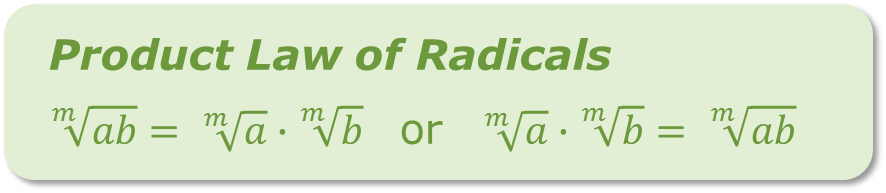 Product Law of Radicals
ᵐ√ab = ᵐ√a · ᵐ√b or ᵐ√a · ᵐ√b = ᵐ√ab